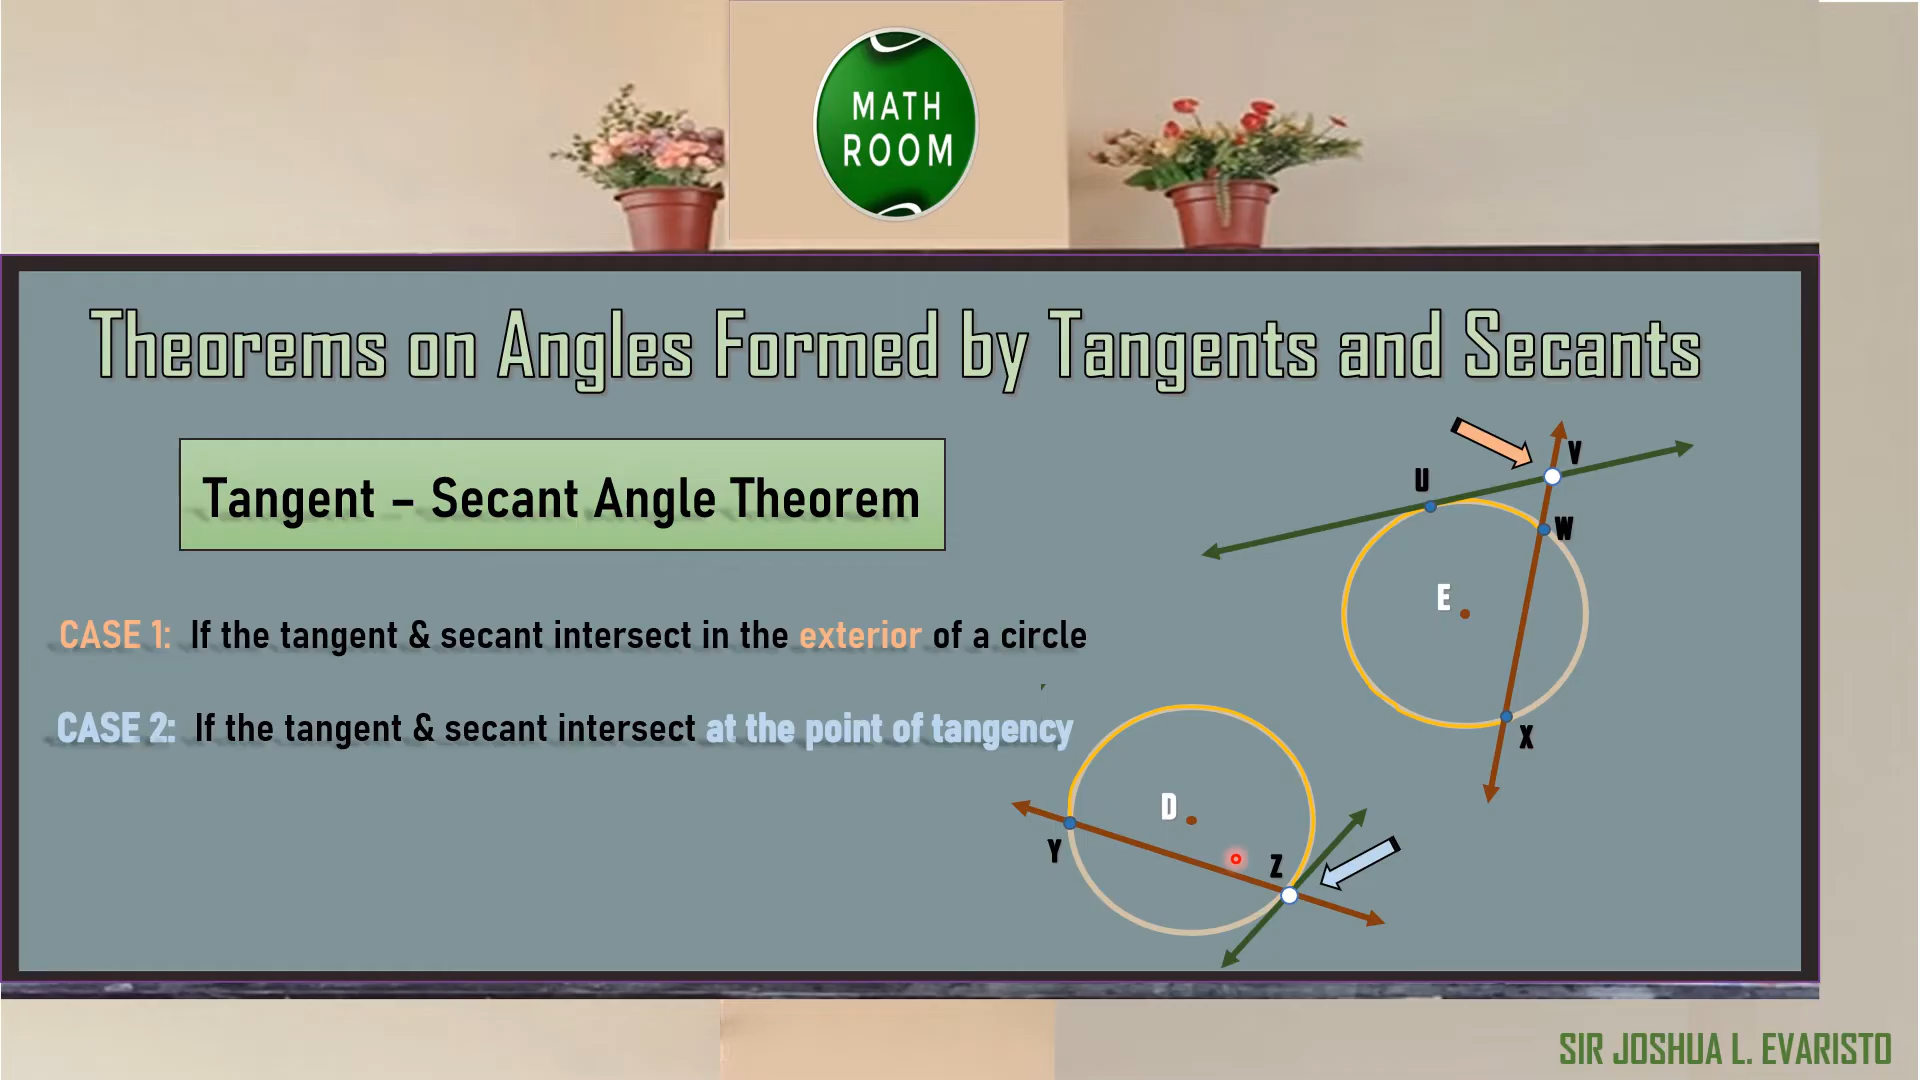 MATH
ROOM
Theorems on Angles Formed by Tangents and Secants
Tangent – Secant Angle Theorem
CASE 1: If the tangent & secant intersect in the exterior of a circle
CASE 2: If the tangent & secant intersect at the point of tangency
V
U
W
E
X
D
Y
Z
SIR JOSHUA L. EVARISTO